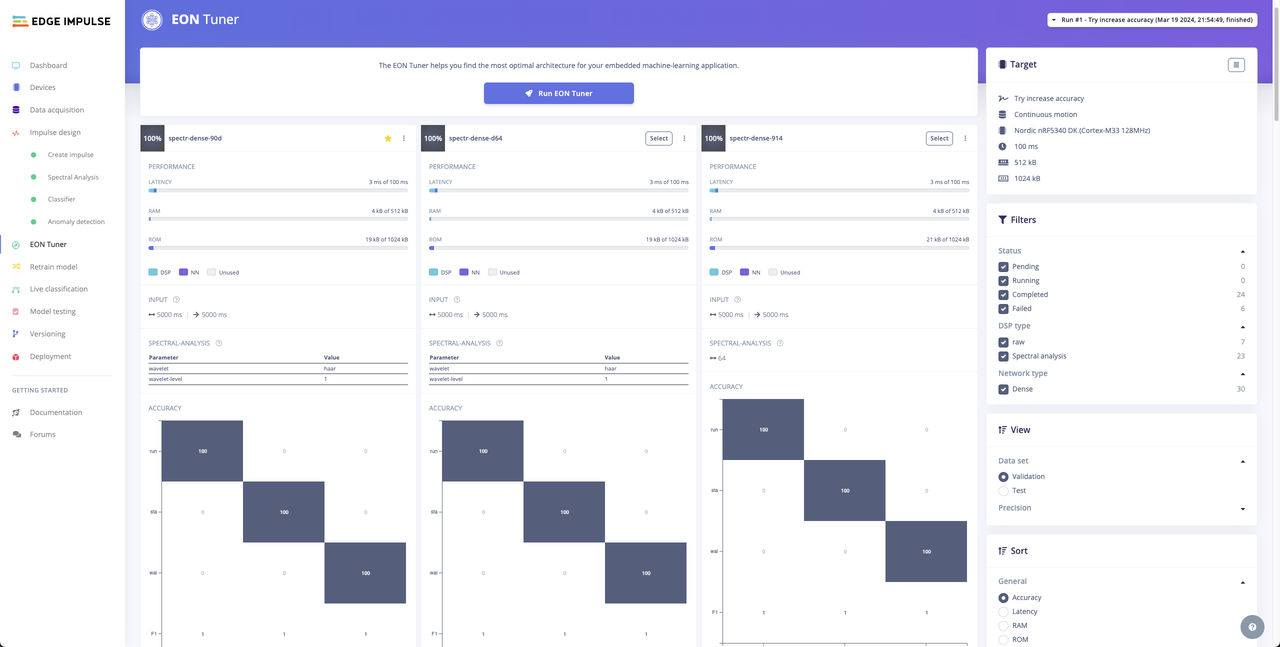 EDGE IMPULSE
EON Tuner
Run #1 - Try increase accuracy (Mar 19 2024, 21:54:49, finished)
Dashboard
Devices
Data acquisition
Impulse design
Create impulse
Spectral Analysis
Classifier
Anomaly detection
EON Tuner
Retrain model
Live classification
Model testing
Versioning
Deployment
GETTING STARTED
Documentation
Forums
The EON Tuner helps you find the most optimal architecture for your embedded machine-learning application.
Run EON Tuner
100% spectr-dense-90d
PERFORMANCE
LATENCY 3 ms of 100 ms
RAM 4 kB of 512 kB
ROM 19 kB of 1024 kB
DSP NN Unused
INPUT
5000 ms | 5000 ms
SPECTRAL-ANALYSIS
Parameter Value
wavelet haar
wavelet-level 1
ACCURACY
run 100 0 0
sta 0 100 0
wal 0 0 100
F1 1 1 1
100% spectr-dense-d64 Select
PERFORMANCE
LATENCY 3 ms of 100 ms
RAM 4 kB of 512 kB
ROM 19 kB of 1024 kB
DSP NN Unused
INPUT
5000 ms | 5000 ms
SPECTRAL-ANALYSIS
Parameter Value
wavelet haar
wavelet-level 1
ACCURACY
run 100 0 0
sta 0 100 0
wal 0 0 100
F1 1 1 1
100% spectr-dense-914 Select
PERFORMANCE
LATENCY 3 ms of 100 ms
RAM 4 kB of 512 kB
ROM 21 kB of 1024 kB
DSP NN Unused
INPUT
5000 ms | 5000 ms
SPECTRAL-ANALYSIS
64
ACCURACY
run 100 0 0
sta 0 100 0
wal 0 0 100
F1 1 1 1
Target
Try increase accuracy
Continuous motion
Nordic nRF5340 DK (Cortex-M33 128MHz)
100 ms
512 kB
1024 kB
Filters
Status
Pending 0
Running 0
Completed 24
Failed 6
DSP type
raw 7
Spectral analysis 23
Network type
Dense 30
View
Data set
Validation
Test
Precision
Sort
General
Accuracy
Latency
RAM
ROM